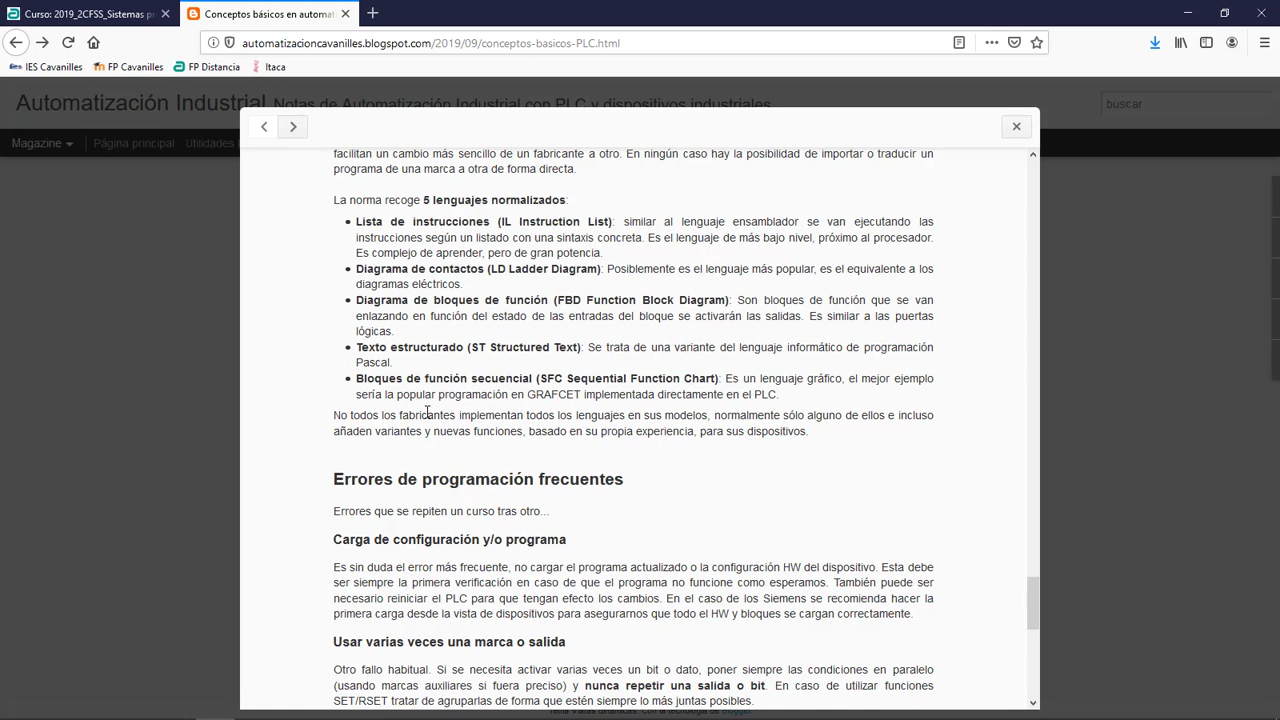 Curso: 2019_2CFSS_Sistemas p
Conceptos básicos en automat
automatizacioncavanilles.blogspot.com/2019/09/conceptos-basicos-PLC.html
IES Cavanilles FP Cavanilles FP Distancia Itaca
Automatización Industrial Notas de Automatización Industrial con PLC y dispositivos industriales
buscar
Magazine Página principal Utilidades
facilitan un cambio más sencillo de un fabricante a otro. En ningún caso hay la posibilidad de importar o traducir un
programa de una marca a otra de forma directa.
La norma recoge 5 lenguajes normalizados:
• Lista de instrucciones (IL Instruction List): similar al lenguaje ensamblador se van ejecutando las
instrucciones según un listado con una sintaxis concreta. Es el lenguaje de más bajo nivel, próximo al procesador.
Es complejo de aprender, pero de gran potencia.
• Diagrama de contactos (LD Ladder Diagram): Posiblemente es el lenguaje más popular, es el equivalente a los
diagramas eléctricos.
• Diagrama de bloques de función (FBD Function Block Diagram): Son bloques de función que se van
enlazando en función del estado de las entradas del bloque se activarán las salidas. Es similar a las puertas
lógicas.
• Texto estructurado (ST Structured Text): Se trata de una variante del lenguaje informático de programación
Pascal.
• Bloques de función secuencial (SFC Sequential Function Chart): Es un lenguaje gráfico, el mejor ejemplo
sería la popular programación en GRAFCET implementada directamente en el PLC.
No todos los fabricantes implementan todos los lenguajes en sus modelos, normalmente sólo alguno de ellos e incluso
añaden variantes y nuevas funciones, basado en su propia experiencia, para sus dispositivos.
Errores de programación frecuentes
Errores que se repiten un curso tras otro...
Carga de configuración y/o programa
Es sin duda el error más frecuente, no cargar el programa actualizado o la configuración HW del dispositivo. Esta debe
ser siempre la primera verificación en caso de que el programa no funcione como esperamos. También puede ser
necesario reiniciar el PLC para que tengan efecto los cambios. En el caso de los Siemens se recomienda hacer la
primera carga desde la vista de dispositivos para asegurarnos que todo el HW y bloques se cargan correctamente.
Usar varias veces una marca o salida
Otro fallo habitual. Si se necesita activar varias veces un bit o dato, poner siempre las condiciones en paralelo
(usando marcas auxiliares si fuera preciso) y nunca repetir una salida o bit. En caso de utilizar funciones
SET/RSET tratar de agruparlas de forma que estén siempre lo más juntas posibles.